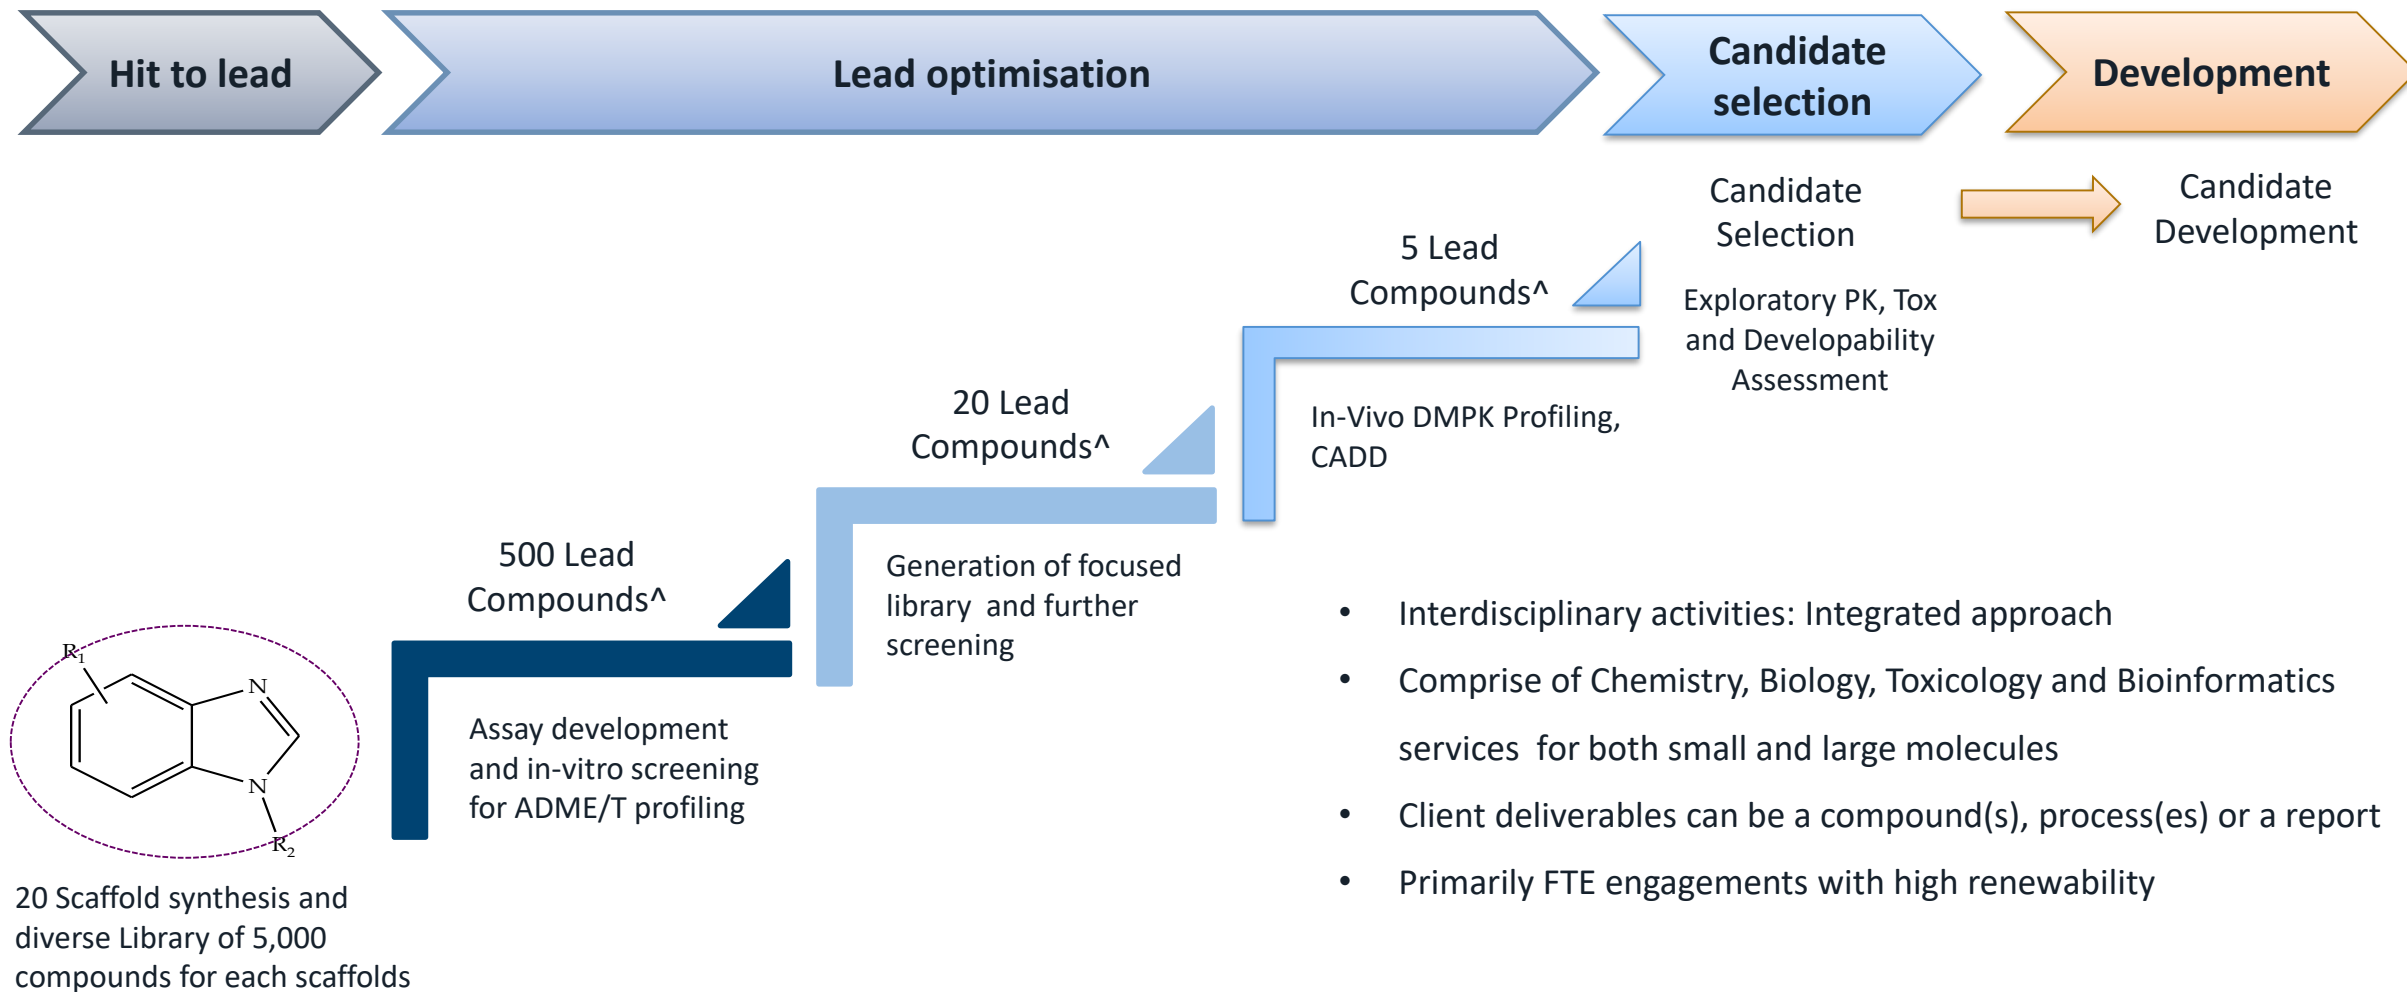 Hit to lead
Lead optimisation
Candidate
selection
Development
Candidate
Selection
Candidate
Development
Exploratory PK, Tox
and Developability
Assessment
5 Lead
Compounds^
In-Vivo DMPK Profiling,
CADD
20 Lead
Compounds^
Generation of focused
library  and further
screening
500 Lead
Compounds^
Assay development
and in-vitro screening
for ADME/T profiling
R1
N
N
R2
20 Scaffold synthesis and
diverse Library of 5,000
compounds for each scaffolds
• Interdisciplinary activities: Integrated approach
• Comprise of Chemistry, Biology, Toxicology and Bioinformatics
services  for both small and large molecules
• Client deliverables can be a compound(s), process(es) or a report
• Primarily FTE engagements with high renewability